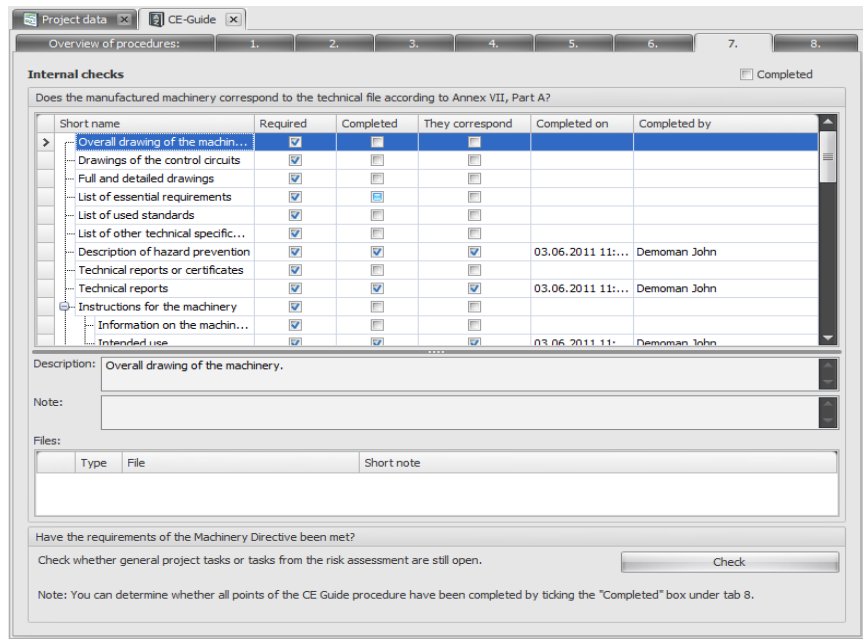 Project data CE-Guide
Overview of procedures: 1. 2. 3. 4. 5. 6. 7. 8.
Internal checks Completed
Does the manufactured machinery correspond to the technical file according to Annex VII, Part A?
Short name Required Completed They correspond Completed on Completed by
Overall drawing of the machin...
Drawings of the control circuits
Full and detailed drawings
List of essential requirements
List of used standards
List of other technical specific...
Description of hazard prevention 03.06.2011 11:... Demoman John
Technical reports or certificates
Technical reports 03.06.2011 11:... Demoman John
Instructions for the machinery
Information on the machin...
Intended use 03.06.2011 11: Demoman John
Description: Overall drawing of the machinery.
Note:
Files:
Type File Short note
Have the requirements of the Machinery Directive been met?
Check whether general project tasks or tasks from the risk assessment are still open. Check
Note: You can determine whether all points of the CE Guide procedure have been completed by ticking the "Completed" box under tab 8.